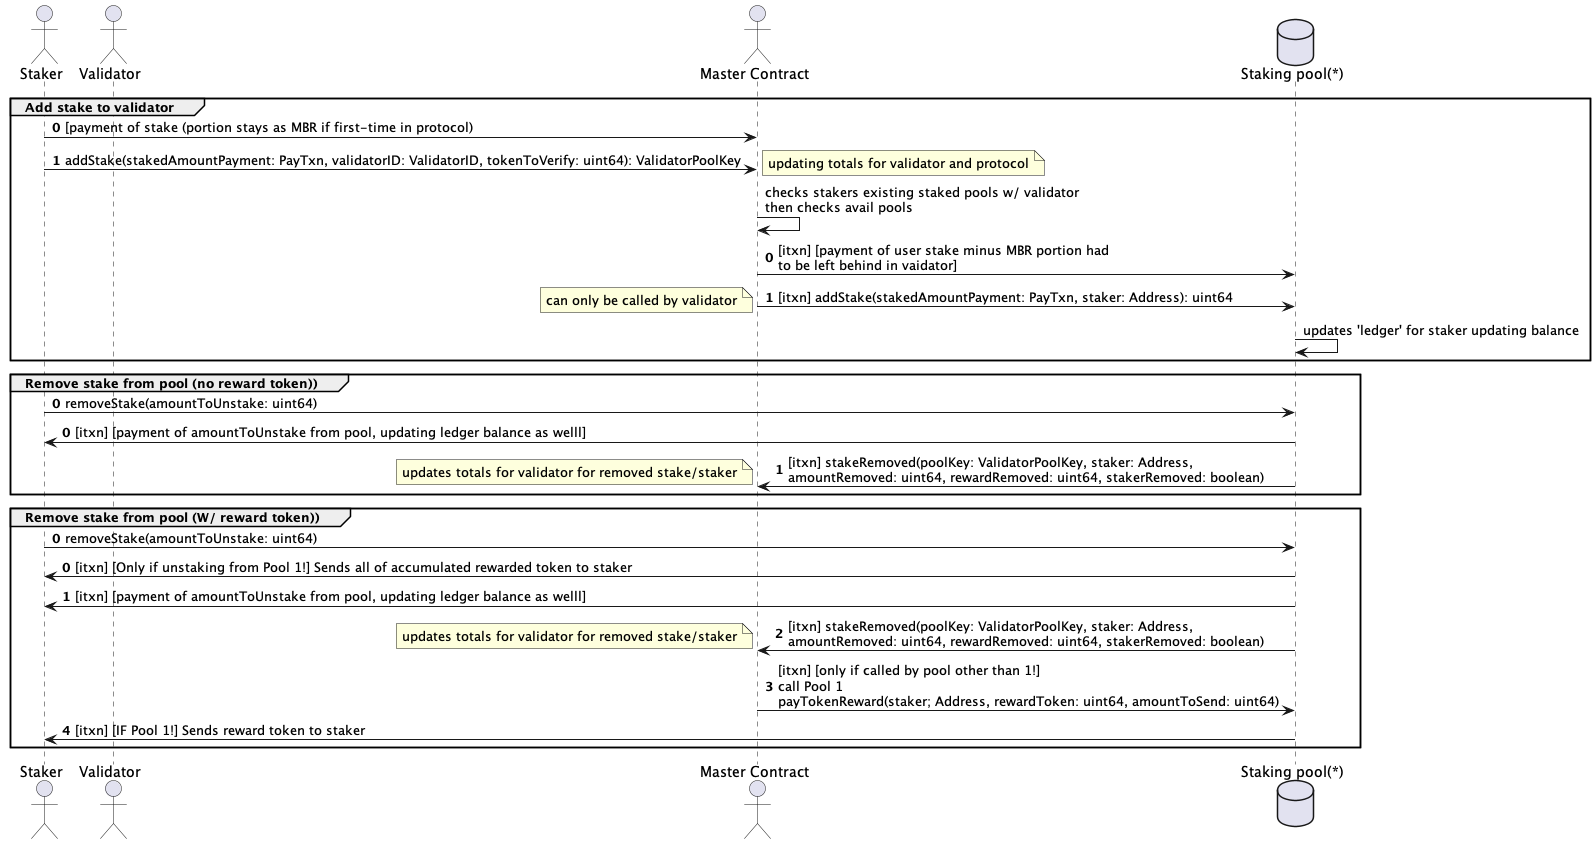 Staker Validator Master Contract Staking pool(*)
Add stake to validator
0 [payment of stake (portion stays as MBR if first-time in protocol)
1 addStake(stakedAmountPayment: PayTxn, validatorID: ValidatorID, tokenToVerify: uint64): ValidatorPoolKey
updating totals for validator and protocol
checks stakers existing staked pools w/ validator
then checks avail pools
0 [itxn] [payment of user stake minus MBR portion had
to be left behind in vaidator]
can only be called by validator
1 [itxn] addStake(stakedAmountPayment: PayTxn, staker: Address): uint64
updates 'ledger' for staker updating balance
Remove stake from pool (no reward token))
0 removeStake(amountToUnstake: uint64)
0 [itxn] [payment of amountToUnstake from pool, updating ledger balance as welll]
updates totals for validator for removed stake/staker
1 [itxn] stakeRemoved(poolKey: ValidatorPoolKey, staker: Address,
amountRemoved: uint64, rewardRemoved: uint64, stakerRemoved: boolean)
Remove stake from pool (W/ reward token))
0 removeStake(amountToUnstake: uint64)
0 [itxn] [Only if unstaking from Pool 1!] Sends all of accumulated rewarded token to staker
1 [itxn] [payment of amountToUnstake from pool, updating ledger balance as welll]
updates totals for validator for removed stake/staker
2 [itxn] stakeRemoved(poolKey: ValidatorPoolKey, staker: Address,
amountRemoved: uint64, rewardRemoved: uint64, stakerRemoved: boolean)
[itxn] [only if called by pool other than 1!]
3 call Pool 1
payTokenReward(staker; Address, rewardToken: uint64, amountToSend: uint64)
4 [itxn] [IF Pool 1!] Sends reward token to staker
Staker Validator Master Contract Staking pool(*)